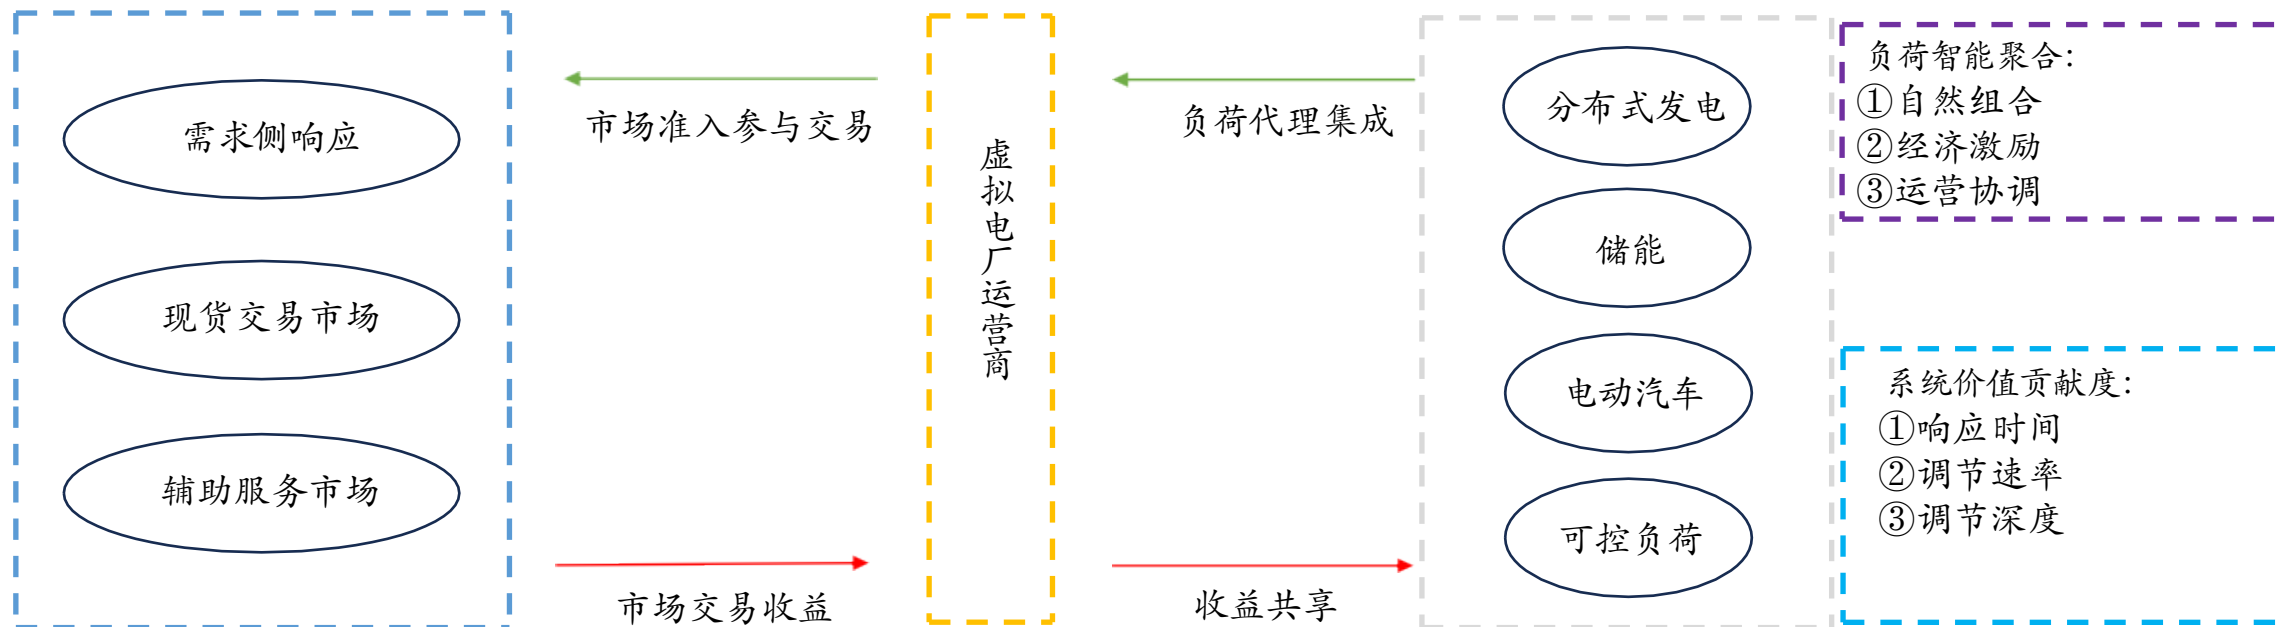 需求侧响应
现货交易市场
辅助服务市场
市场准入参与交易
市场交易收益
虚拟电厂运营商
负荷代理集成
收益共享
分布式发电
储能
电动汽车
可控负荷
负荷智能聚合：
①自然组合
②经济激励
③运营协调
系统价值贡献度：
①响应时间
②调节速率
③调节深度